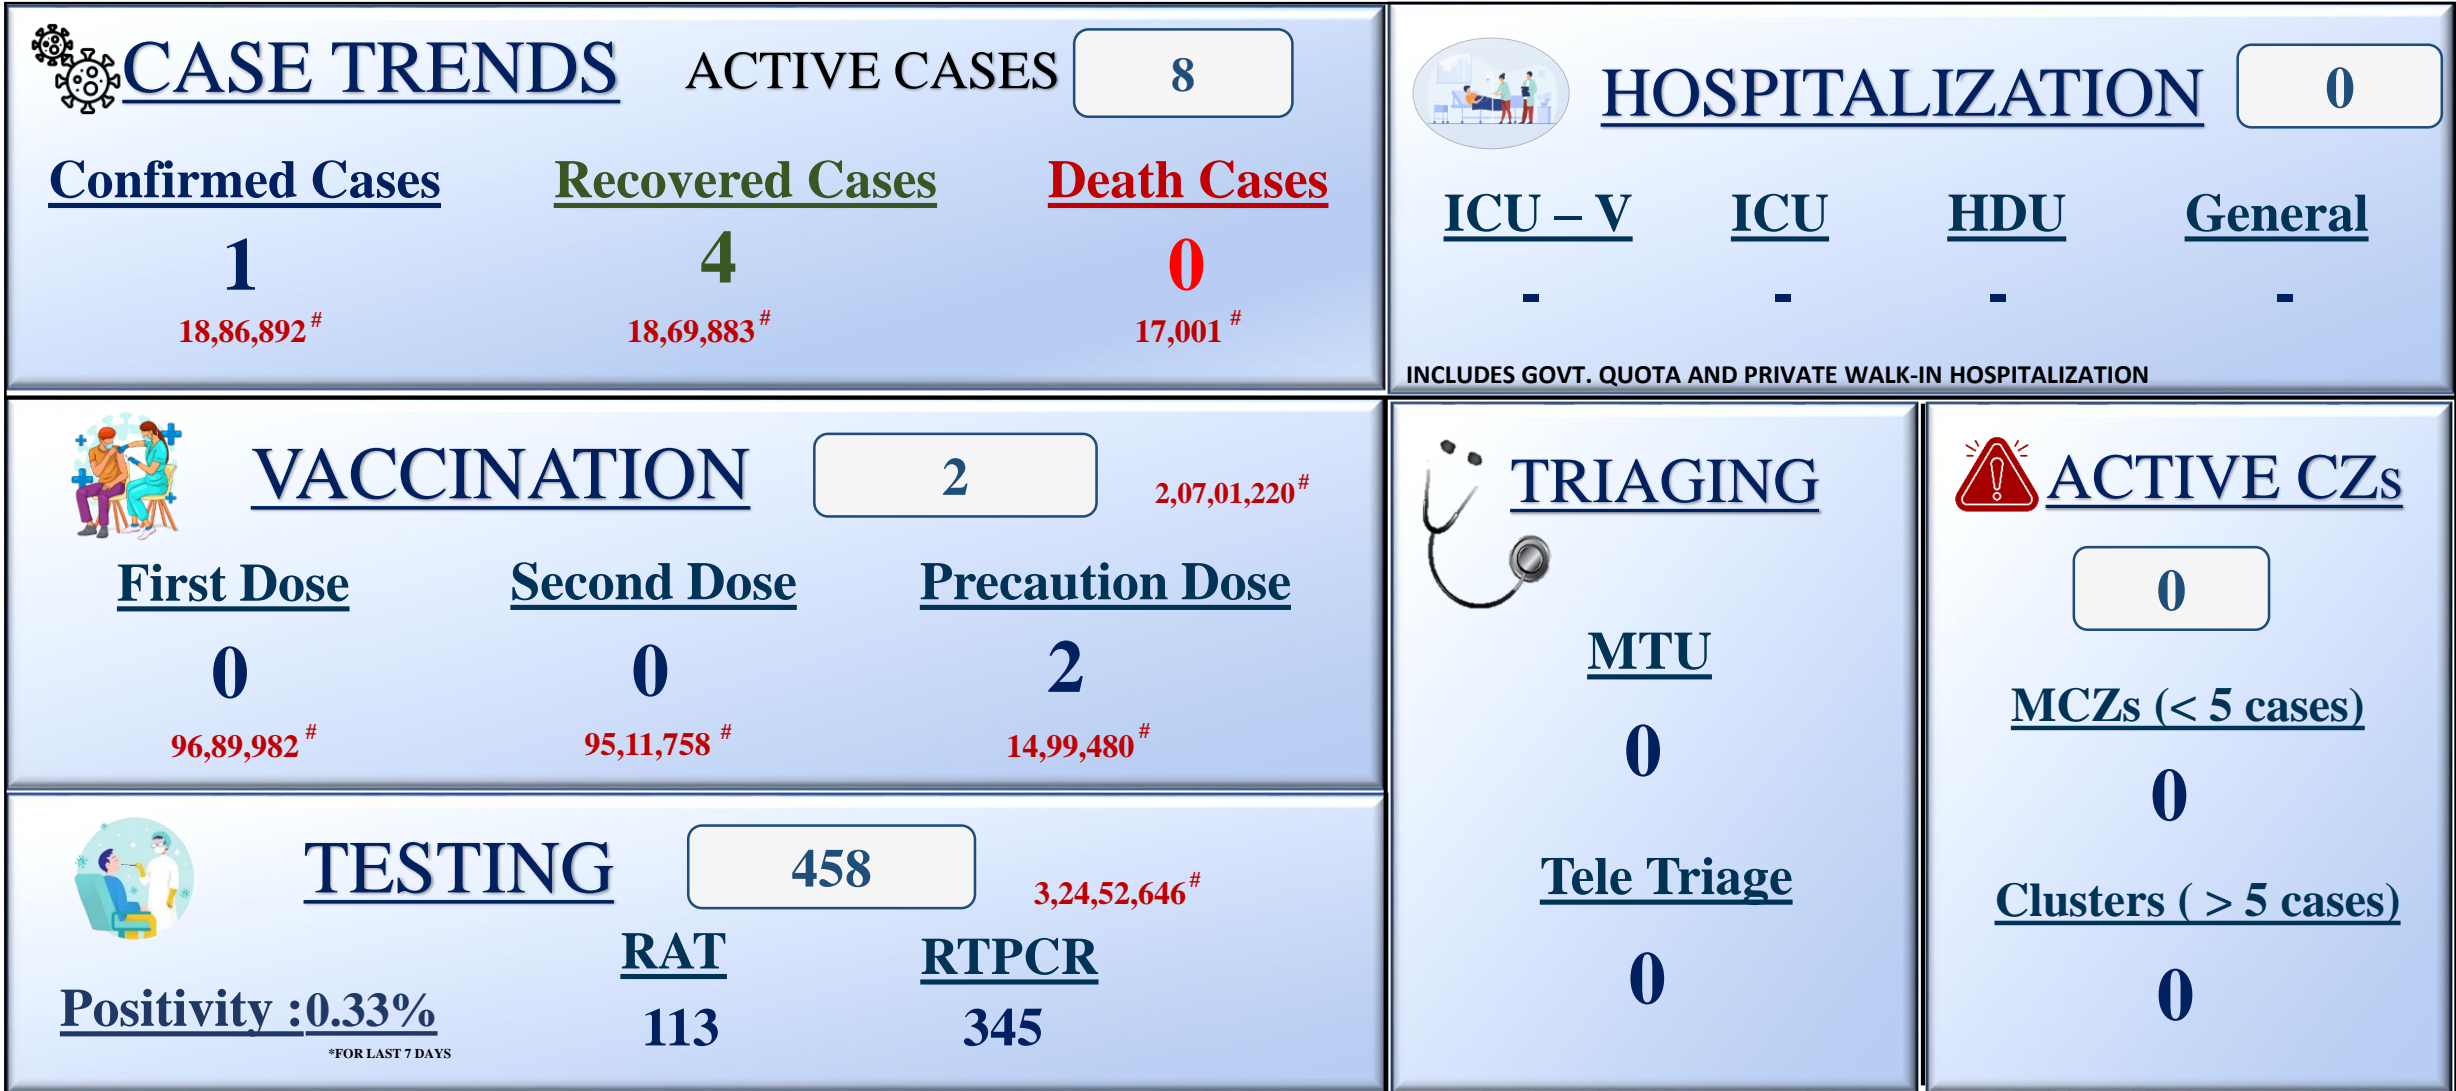 CASE TRENDS ACTIVE CASES 8
Confirmed Cases Recovered Cases Death Cases
1 4 0
18,86,892# 18,69,883# 17,001 #
HOSPITALIZATION 0
ICU – V ICU HDU General
- - - -
INCLUDES GOVT. QUOTA AND PRIVATE WALK-IN HOSPITALIZATION
VACCINATION 2 2,07,01,220#
First Dose Second Dose Precaution Dose
0 0 2
96,89,982# 95,11,758 # 14,99,480#
TESTING 458 3,24,52,646#
RAT RTPCR
Positivity :0.33% 113 345
*FOR LAST 7 DAYS
TRIAGING
MTU
0
Tele Triage
0
ACTIVE CZs
0
MCZs (< 5 cases)
0
Clusters ( > 5 cases)
0